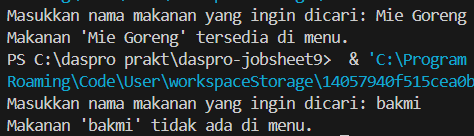 Masukkan nama makanan yang ingin dicari: Mie Goreng
Makanan 'Mie Goreng' tersedia di menu.
PS C:\daspro prakt\daspro-jobsheet9>  & 'C:\Program
Roaming\Code\User\workspaceStorage\14057940f515cea0b
Masukkan nama makanan yang ingin dicari: bakmi
Makanan 'bakmi' tidak ada di menu.